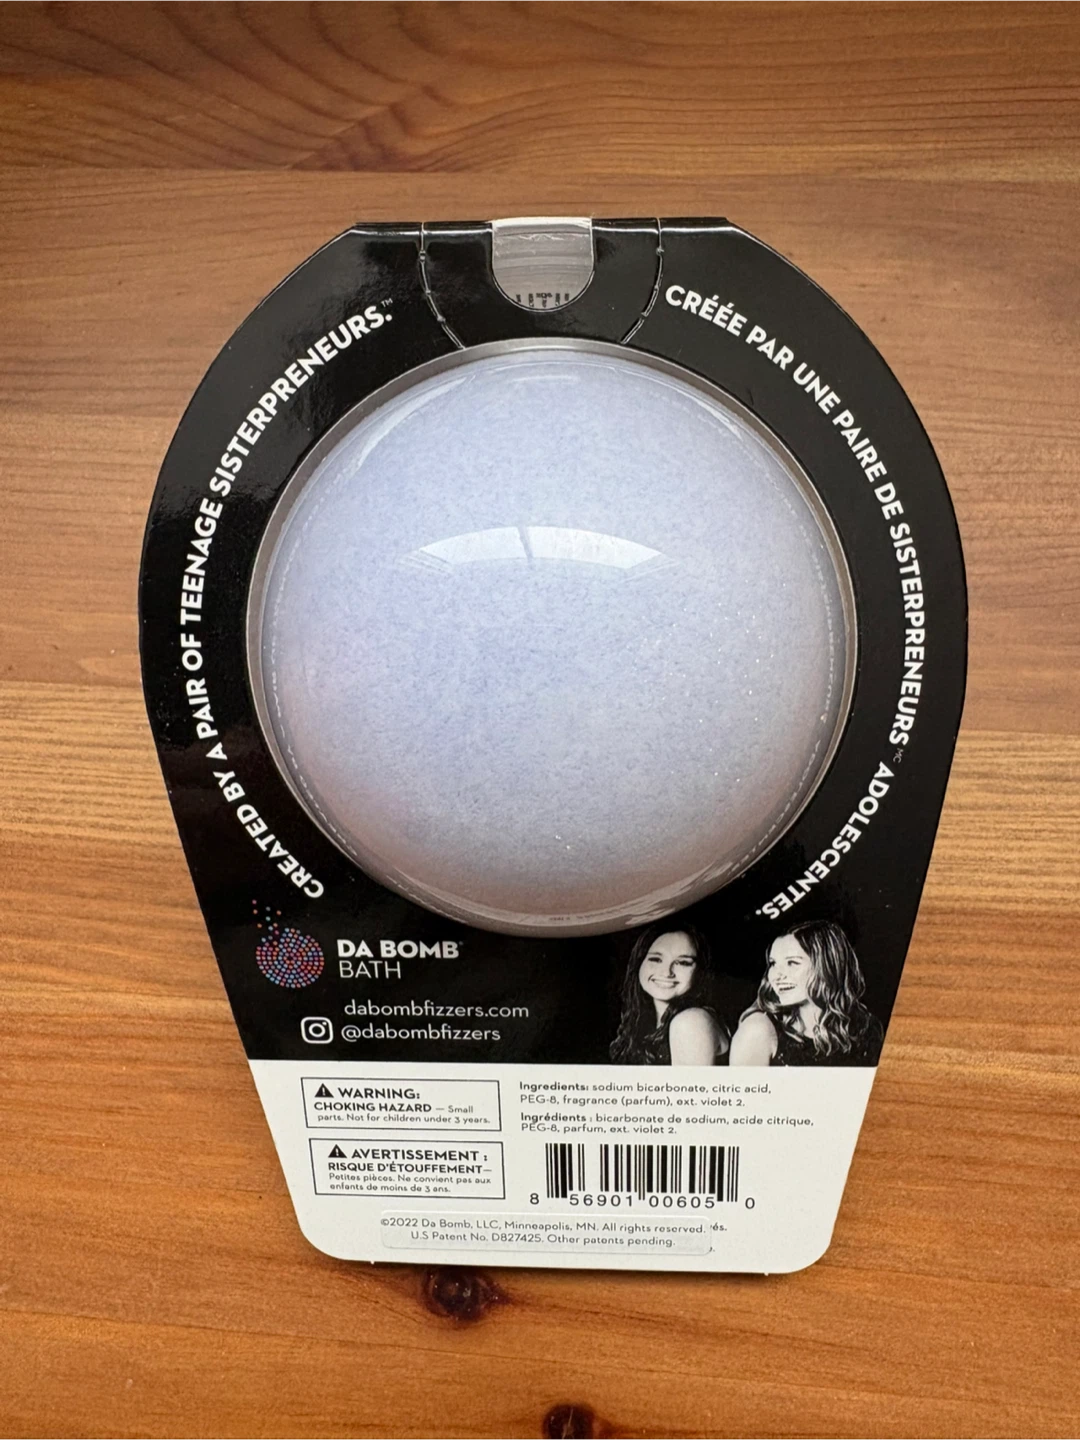 CREATED BY A PAIR OF TEENAGE SISTERPRENEURS.™
CRÉÉE PAR UNE PAIRE DE SISTERPRENEURS MC ADOLESCENTES.
DA BOMB®
BATH
dabombfizzers.com
@dabombfizzers
WARNING:
CHOKING HAZARD — Small
parts. Not for children under 3 years.
AVERTISSEMENT :
RISQUE D'ÉTOUFFEMENT—
Petites pièces. Ne convient pas aux
enfants de moins de 3 ans.
Ingredients: sodium bicarbonate, citric acid,
PEG-8, fragrance (parfum), ext. violet 2.
Ingrédients : bicarbonate de sodium, acide citrique,
PEG-8, parfum, ext. violet 2.
8 56901 00605 0
©2022 Da Bomb, LLC, Minneapolis, MN. All rights reserved.
U.S Patent No. D827425. Other patents pending.